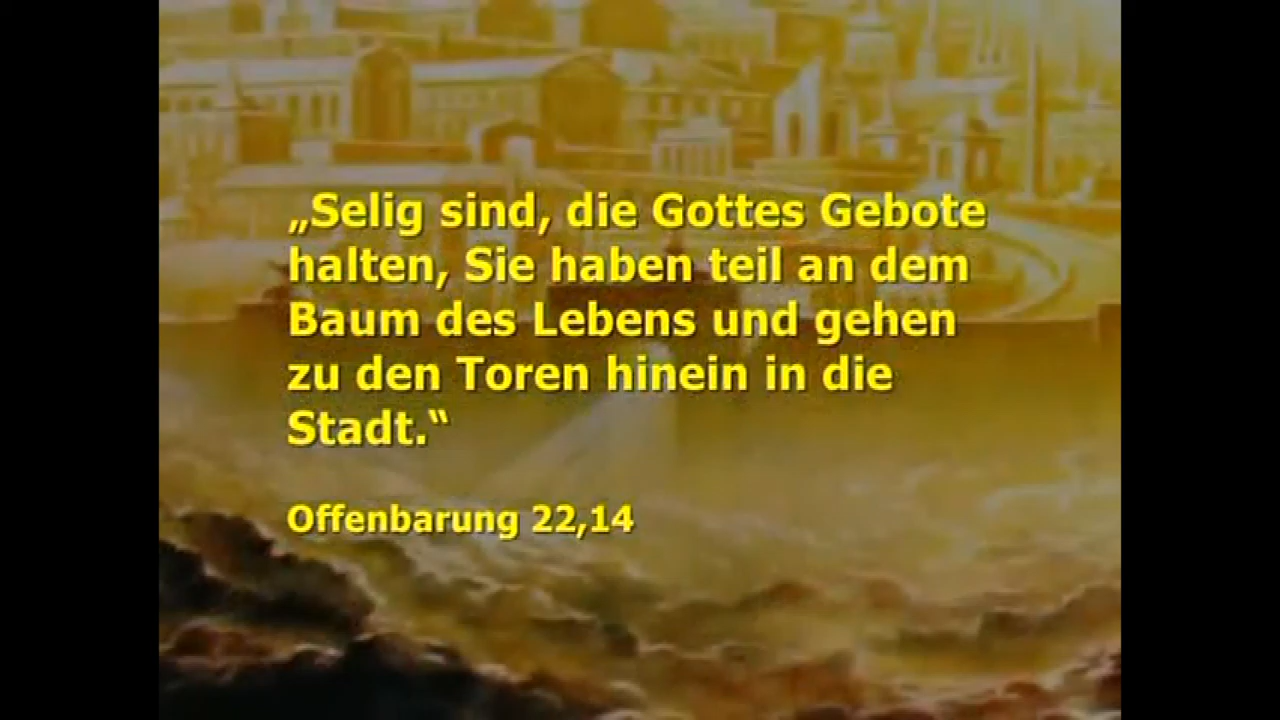 „Selig sind, die Gottes Gebote
halten, Sie haben teil an dem
Baum des Lebens und gehen
zu den Toren hinein in die
Stadt.“
Offenbarung 22,14